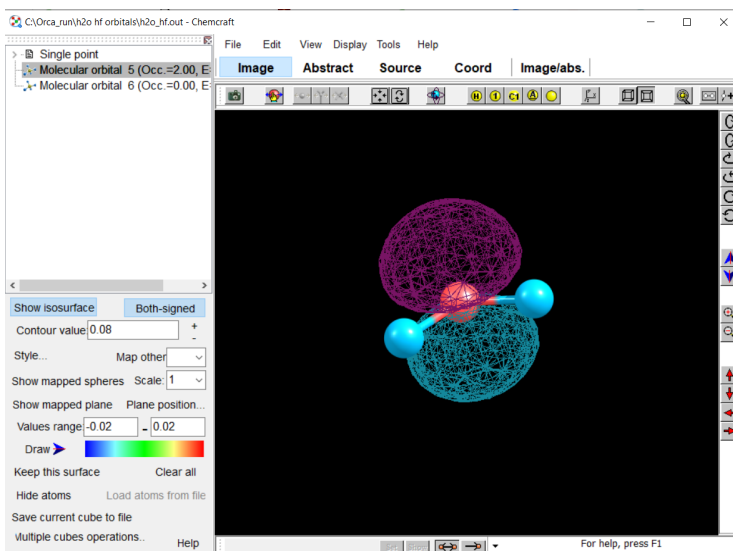 C:\Orca_run\h2o hf orbitals\h2o_hf.out - Chemcraft
Single point
Molecular orbital 5 (Occ.=2.00, E
Molecular orbital 6 (Occ.=0.00, E
File Edit View Display Tools Help
Image Abstract Source Coord Image/abs.
H 1 C1
Show isosurface Both-signed
Contour value 0.08 + -
Style... Map other
Show mapped spheres Scale: 1
Show mapped plane Plane position...
Values range -0.02 - 0.02
Draw
Keep this surface Clear all
Hide atoms Load atoms from file
Save current cube to file
Multiple cubes operations..
Help
For help, press F1